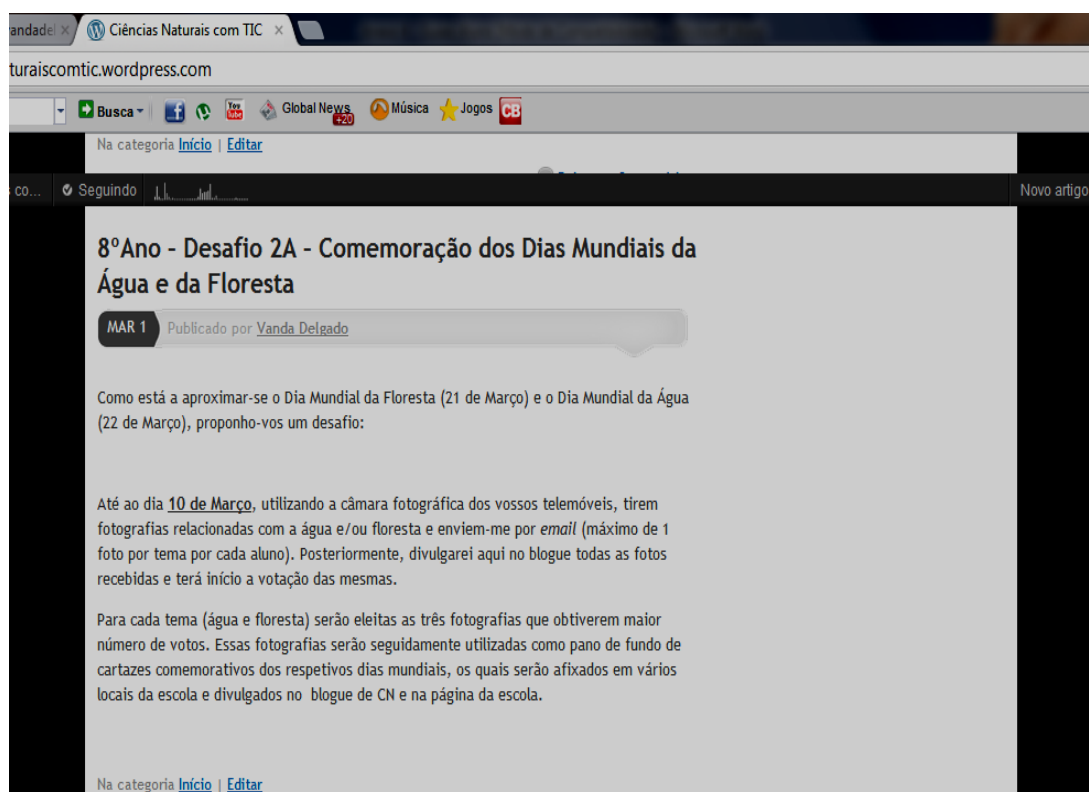 andadel
Ciências Naturais com TIC
turaiscomtic.wordpress.com
Busca
You
Tube
Global News
+20
Música
Jogos
CB
Na categoria Início | Editar
s co...
Seguindo
Novo artigo
8ºAno - Desafio 2A - Comemoração dos Dias Mundiais da
Água e da Floresta
MAR 1
Publicado por Vanda Delgado
Como está a aproximar-se o Dia Mundial da Floresta (21 de Março) e o Dia Mundial da Água
(22 de Março), proponho-vos um desafio:
Até ao dia 10 de Março, utilizando a câmara fotográfica dos vossos telemóveis, tirem
fotografias relacionadas com a água e/ou floresta e enviem-me por email (máximo de 1
foto por tema por cada aluno). Posteriormente, divulgarei aqui no blogue todas as fotos
recebidas e terá início a votação das mesmas.
Para cada tema (água e floresta) serão eleitas as três fotografias que obtiverem maior
número de votos. Essas fotografias serão seguidamente utilizadas como pano de fundo de
cartazes comemorativos dos respetivos dias mundiais, os quais serão afixados em vários
locais da escola e divulgados no blogue de CN e na página da escola.
Na categoria Início | Editar